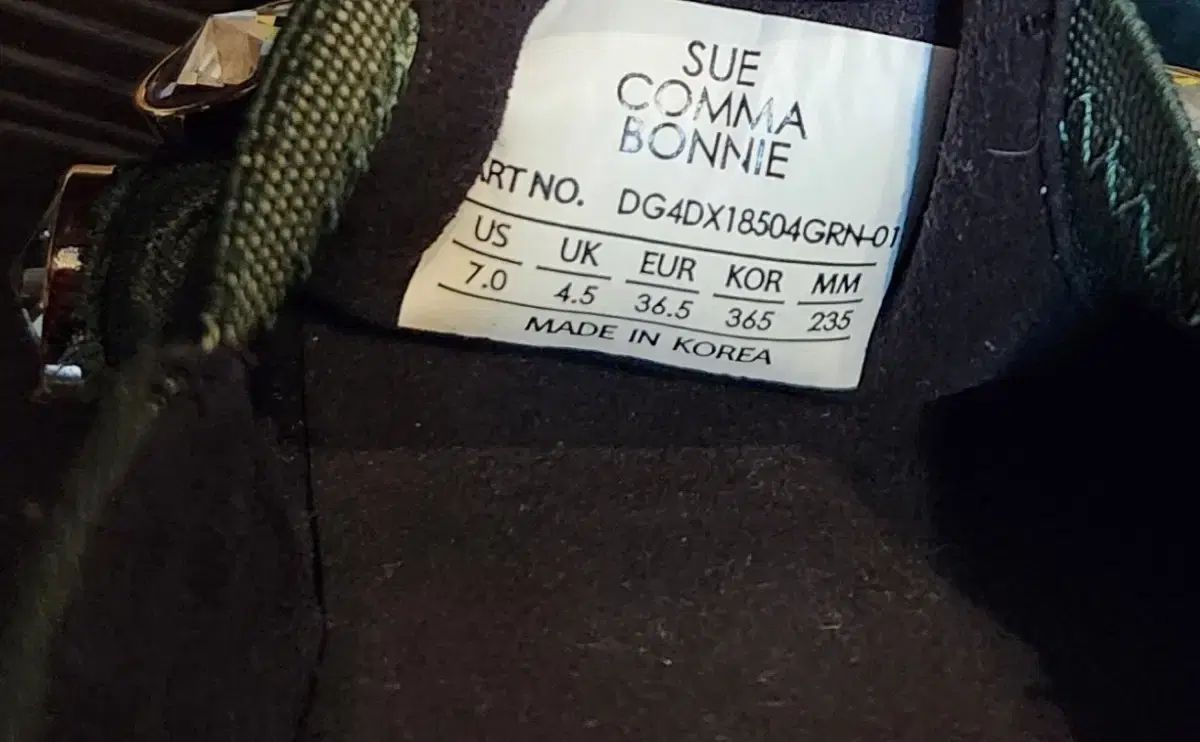 SUE
COMMA
BONNIE
ART NO. DG4DX18504GRN-01
US UK EUR KOR MM
7.0 4.5 36.5 365 235
MADE IN KOREA